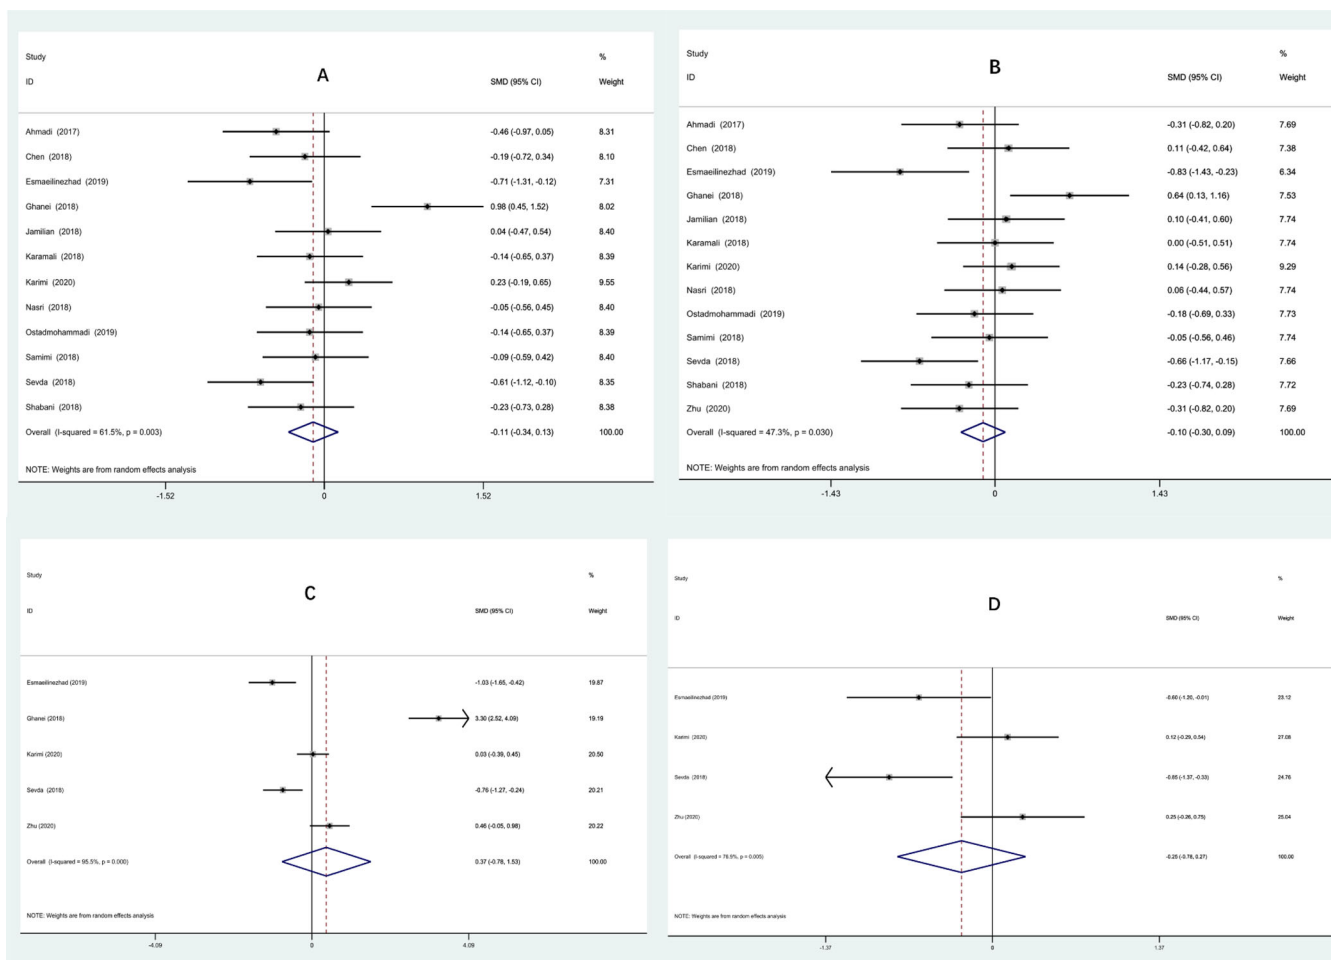 A
Study %
ID SMD (95% CI) Weight
Ahmadi (2017) -0.46 (-0.97, 0.05) 8.31
Chen (2018) -0.19 (-0.72, 0.34) 8.10
Esmaeilinezhad (2019) -0.71 (-1.31, -0.12) 7.31
Ghanei (2018) 0.98 (0.45, 1.52) 8.02
Jamilian (2018) 0.04 (-0.47, 0.54) 8.40
Karamali (2018) -0.14 (-0.65, 0.37) 8.39
Karimi (2020) 0.23 (-0.19, 0.65) 9.55
Nasri (2018) -0.05 (-0.56, 0.45) 8.40
Ostadmohammadi (2019) -0.14 (-0.65, 0.37) 8.39
Samimi (2018) -0.09 (-0.59, 0.42) 8.40
Sevda (2018) -0.61 (-1.12, -0.10) 8.35
Shabani (2018) -0.23 (-0.73, 0.28) 8.38
Overall (I-squared = 61.5%, p = 0.003) -0.11 (-0.34, 0.13) 100.00
NOTE: Weights are from random effects analysis
-1.52 0 1.52
B
Study %
ID SMD (95% CI) Weight
Ahmadi (2017) -0.31 (-0.82, 0.20) 7.69
Chen (2018) 0.11 (-0.42, 0.64) 7.38
Esmaeilinezhad (2019) -0.83 (-1.43, -0.23) 6.34
Ghanei (2018) 0.64 (0.13, 1.16) 7.53
Jamilian (2018) 0.10 (-0.41, 0.60) 7.74
Karamali (2018) 0.00 (-0.51, 0.51) 7.74
Karimi (2020) 0.14 (-0.28, 0.56) 9.29
Nasri (2018) 0.06 (-0.44, 0.57) 7.74
Ostadmohammadi (2019) -0.18 (-0.69, 0.33) 7.73
Samimi (2018) -0.05 (-0.56, 0.46) 7.74
Sevda (2018) -0.66 (-1.17, -0.15) 7.66
Shabani (2018) -0.23 (-0.74, 0.28) 7.72
Zhu (2020) -0.31 (-0.82, 0.20) 7.69
Overall (I-squared = 47.3%, p = 0.030) -0.10 (-0.30, 0.09) 100.00
NOTE: Weights are from random effects analysis
-1.43 0 1.43
C
Study %
ID SMD (95% CI) Weight
Esmaeilinezhad (2019) -1.03 (-1.65, -0.42) 19.87
Ghanei (2018) 3.30 (2.52, 4.09) 19.19
Karimi (2020) 0.03 (-0.39, 0.45) 20.50
Sevda (2018) -0.76 (-1.27, -0.24) 20.21
Zhu (2020) 0.46 (-0.05, 0.98) 20.22
Overall (I-squared = 95.5%, p = 0.000) 0.37 (-0.78, 1.53) 100.00
NOTE: Weights are from random effects analysis
-4.09 0 4.09
D
Study %
ID SMD (95% CI) Weight
Esmaeilinezhad (2019) -0.60 (-1.20, -0.01) 23.12
Karimi (2020) 0.12 (-0.29, 0.54) 27.08
Sevda (2018) -0.85 (-1.37, -0.33) 24.76
Zhu (2020) 0.25 (-0.26, 0.75) 25.04
Overall (I-squared = 76.9%, p = 0.005) -0.25 (-0.78, 0.27) 100.00
NOTE: Weights are from random effects analysis
-1.37 0 1.37